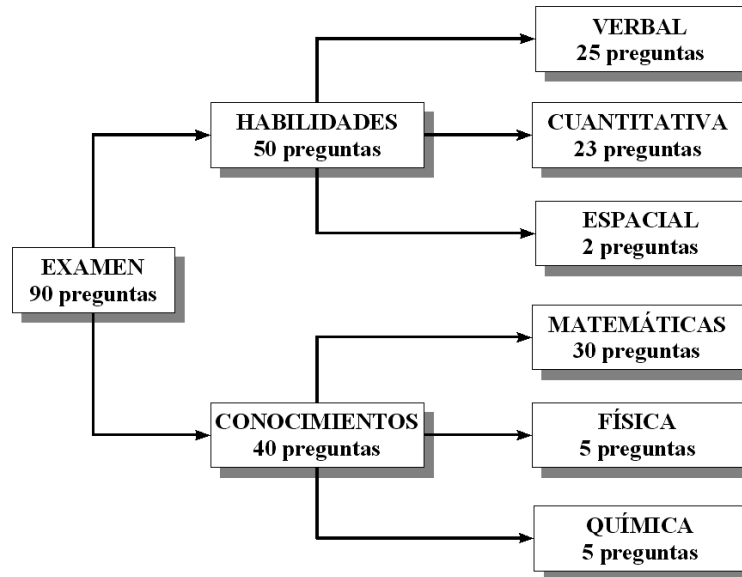 VERBAL
25 preguntas
HABILIDADES
50 preguntas
CUANTITATIVA
23 preguntas
ESPACIAL
2 preguntas
EXAMEN
90 preguntas
MATEMÁTICAS
30 preguntas
CONOCIMIENTOS
40 preguntas
FÍSICA
5 preguntas
QUÍMICA
5 preguntas